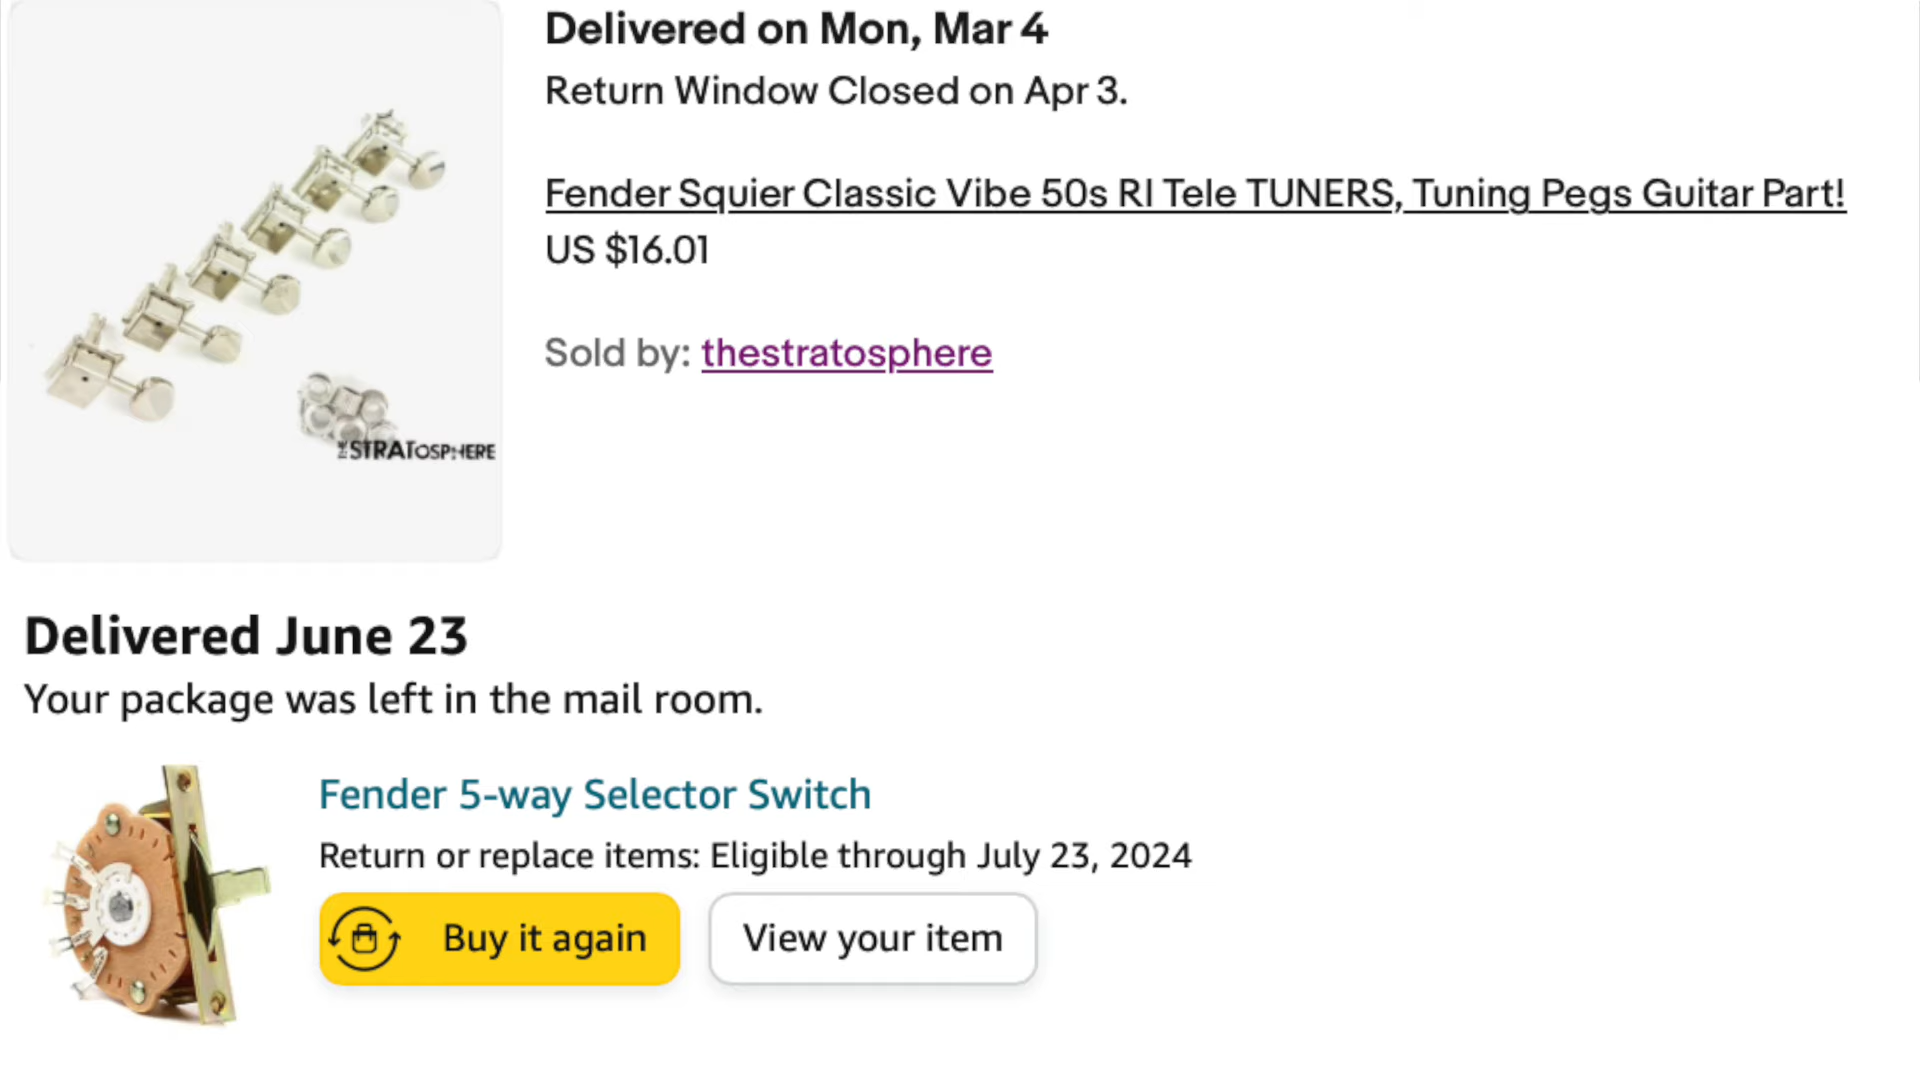 Delivered on Mon, Mar 4
Return Window Closed on Apr 3.
Fender Squier Classic Vibe 50s RI Tele TUNERS, Tuning Pegs Guitar Part!
US $16.01
Sold by: thestratosphere
THE STRATOSPHERE
Delivered June 23
Your package was left in the mail room.
Fender 5-way Selector Switch
Return or replace items: Eligible through July 23, 2024
Buy it again
View your item